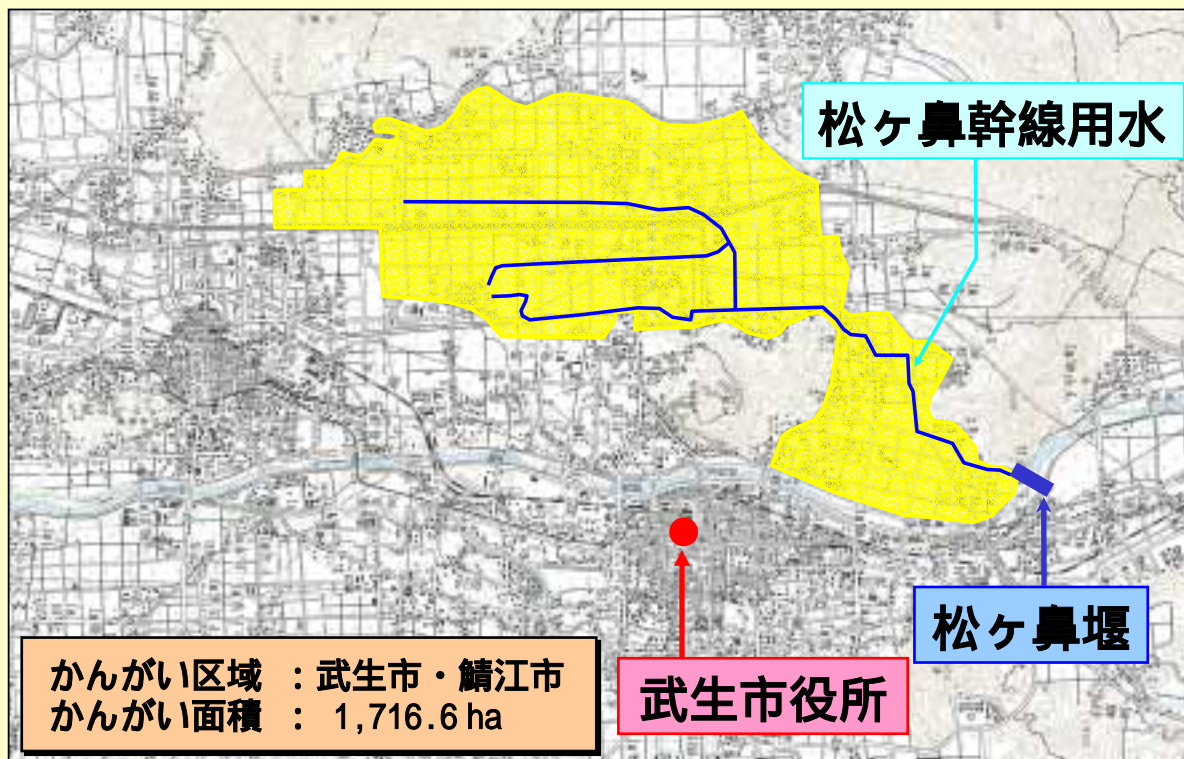 松ヶ鼻幹線用水
松ヶ鼻堰
武生市役所
かんがい区域 ：武生市・鯖江市
かんがい面積 ： 1,716.6 ha